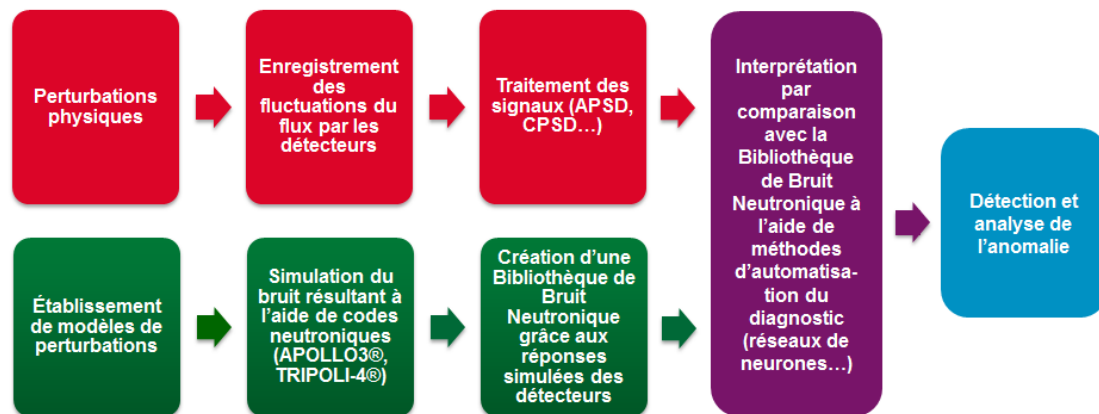 Perturbations
physiques
Enregistrement
des
fluctuations du
flux par les
détecteurs
Traitement des
signaux (APSD,
CPSD…)
Établissement
de modèles de
perturbations
Simulation du
bruit résultant à
l’aide de codes
neutroniques
(APOLLO3®,
TRIPOLI-4®)
Création d’une
Bibliothèque de
Bruit
Neutronique
grâce aux
réponses
simulées des
détecteurs
Interprétation
par
comparaison
avec la
Bibliothèque
de Bruit
Neutronique à
l’aide de
méthodes
d’automatisa-
tion du
diagnostic
(réseaux de
neurones…)
Détection et
analyse de
l’anomalie